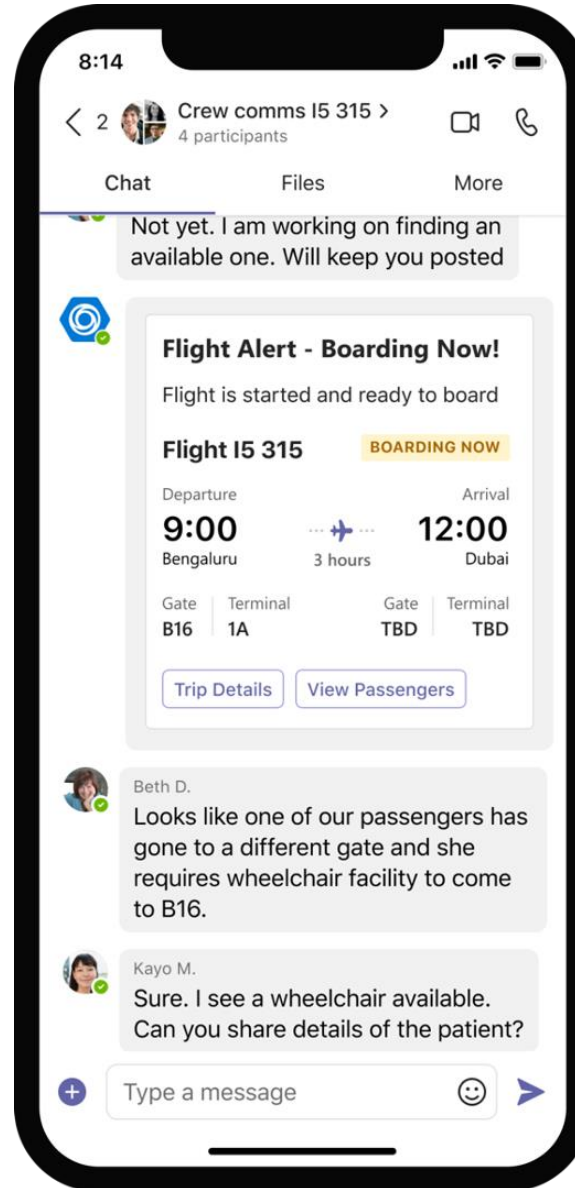 8:14
2
Crew comms I5 315 >
4 participants
Chat Files More
Not yet. I am working on finding an
available one. Will keep you posted
Flight Alert - Boarding Now!
Flight is started and ready to board
Flight I5 315 BOARDING NOW
Departure Arrival
9:00 12:00
Bengaluru 3 hours Dubai
Gate Terminal Gate Terminal
B16 1A TBD TBD
Trip Details View Passengers
Beth D.
Looks like one of our passengers has
gone to a different gate and she
requires wheelchair facility to come
to B16.
Kayo M.
Sure. I see a wheelchair available.
Can you share details of the patient?
Type a message